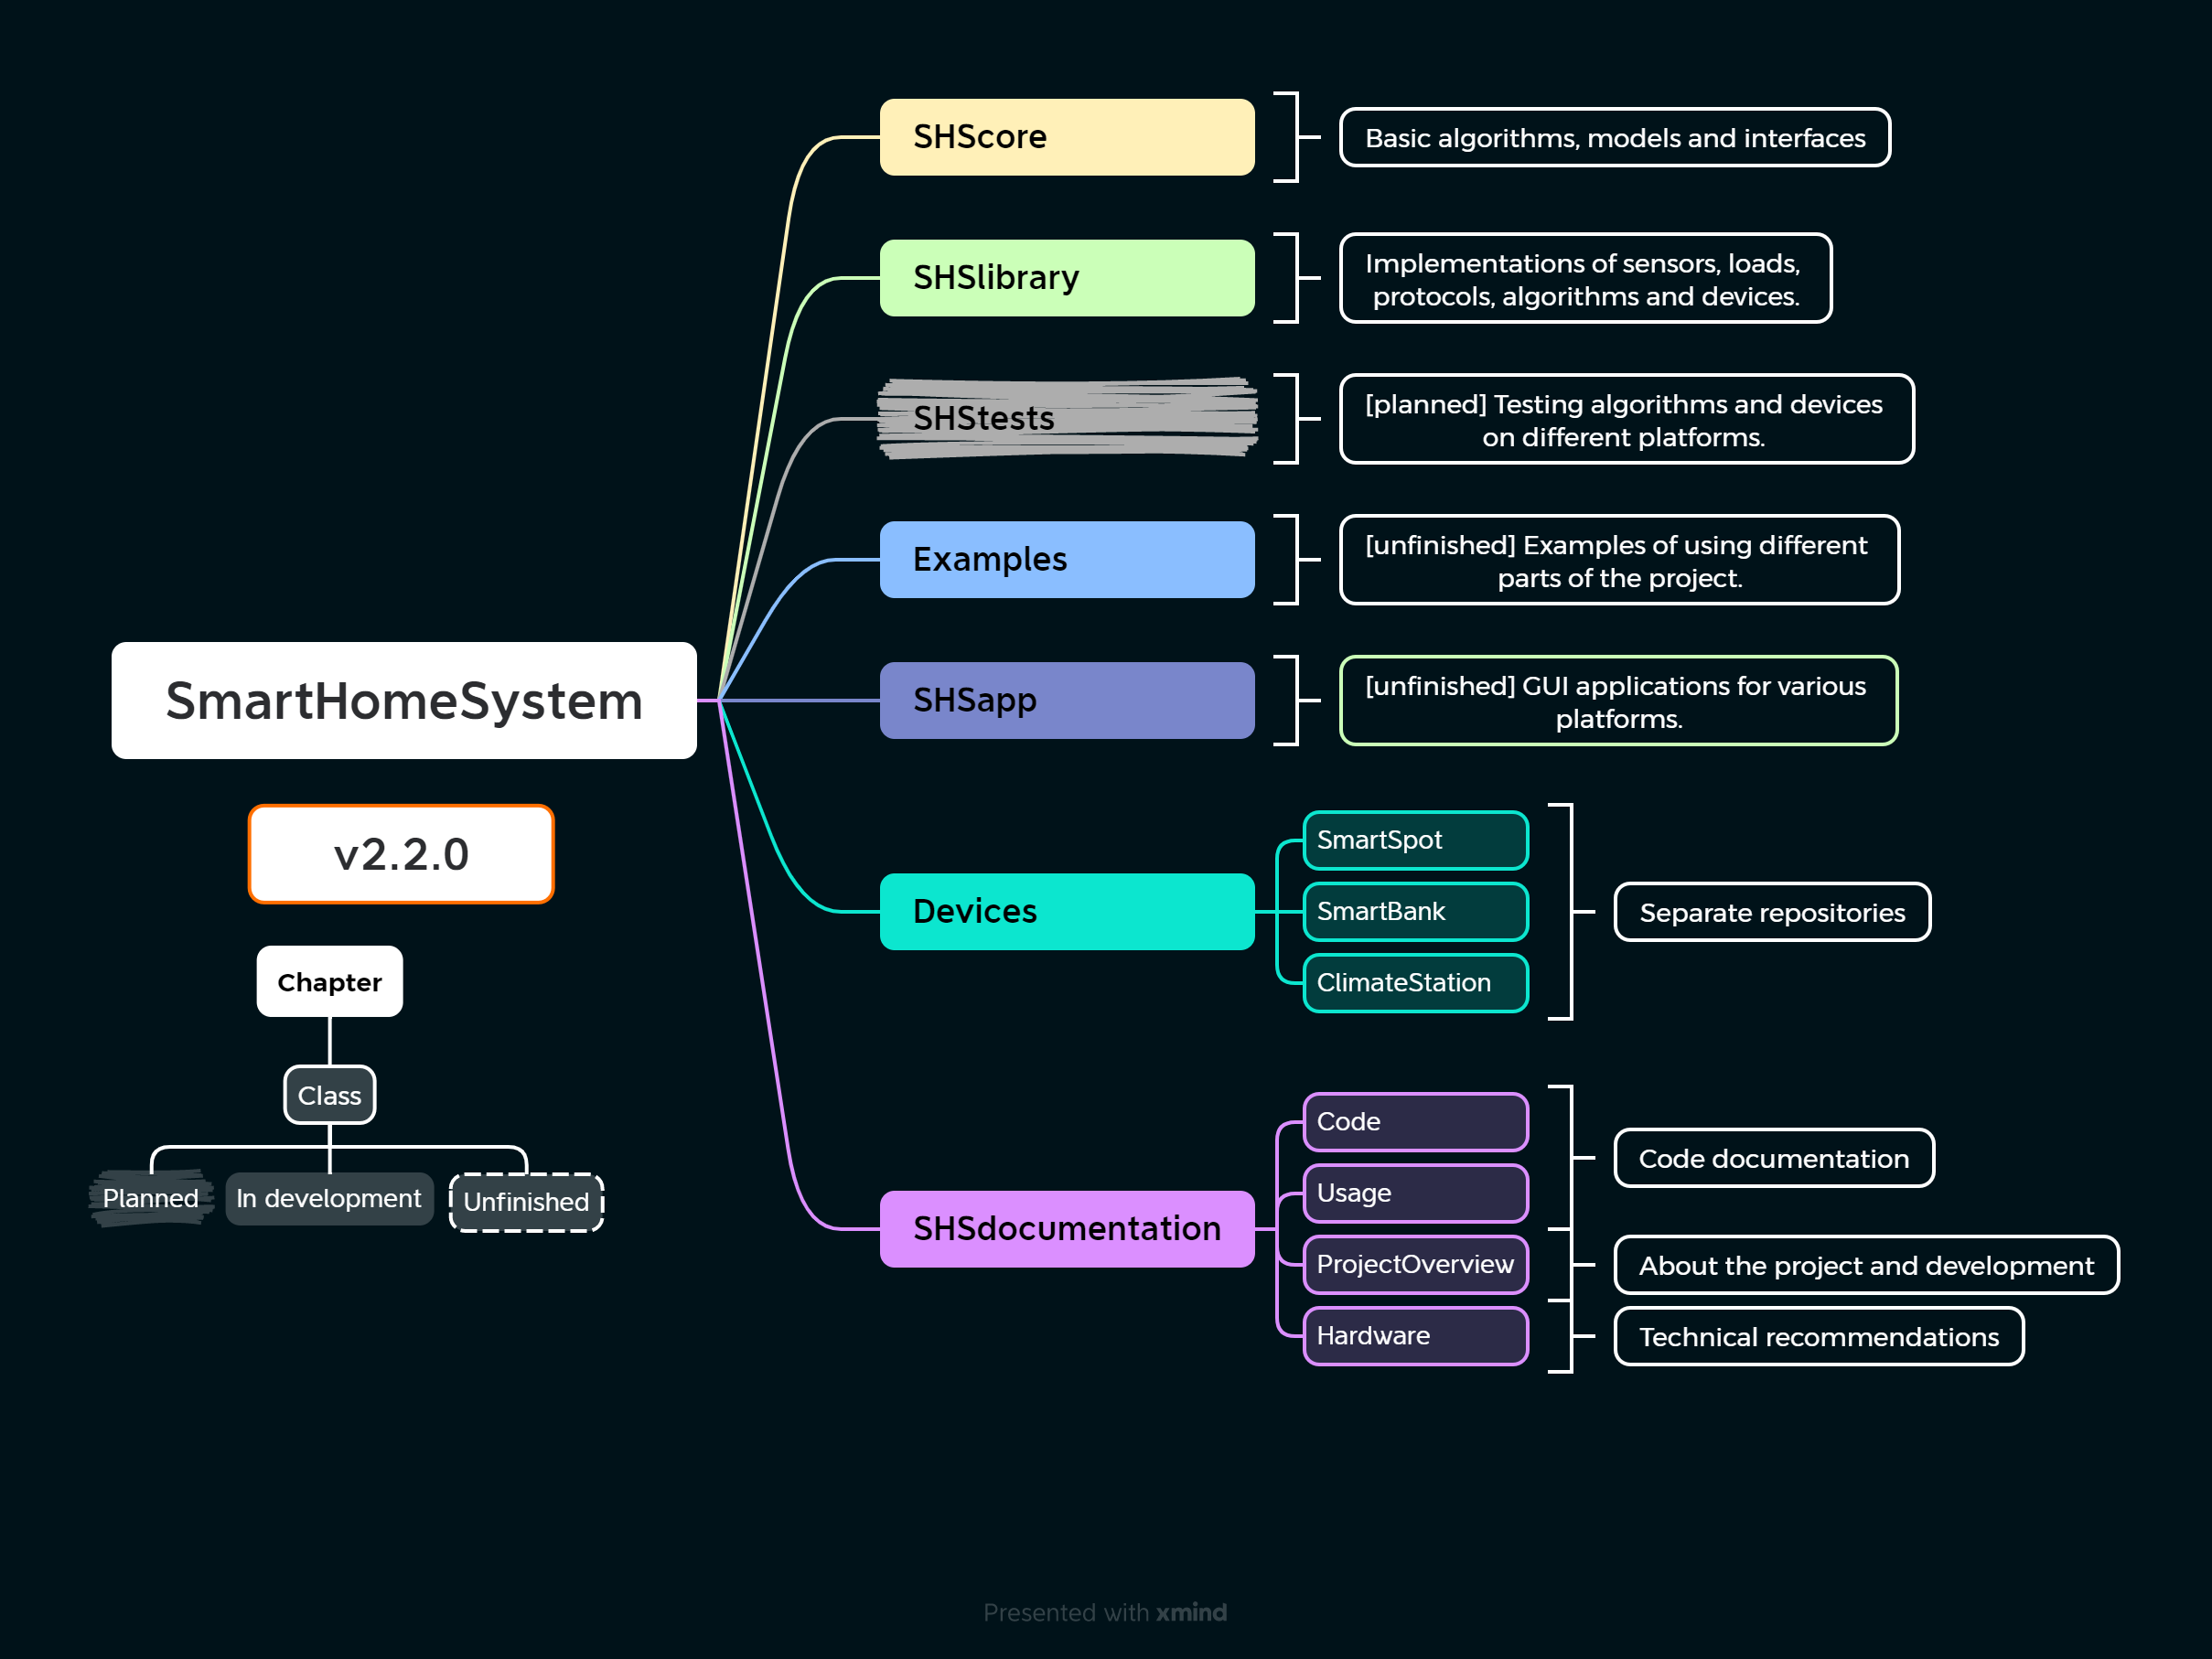 SHScore
Basic algorithms, models and interfaces
SHSlibrary
Implementations of sensors, loads,
protocols, algorithms and devices.
SHStests
[planned] Testing algorithms and devices
on different platforms.
Examples
[unfinished] Examples of using different
parts of the project.
SmartHomeSystem
SHSapp
[unfinished] GUI applications for various
platforms.
v2.2.0
Devices
SmartSpot
SmartBank
ClimateStation
Separate repositories
Chapter
Class
Planned
In development
Unfinished
SHSdocumentation
Code
Usage
Code documentation
ProjectOverview
About the project and development
Hardware
Technical recommendations
Presented with xmind